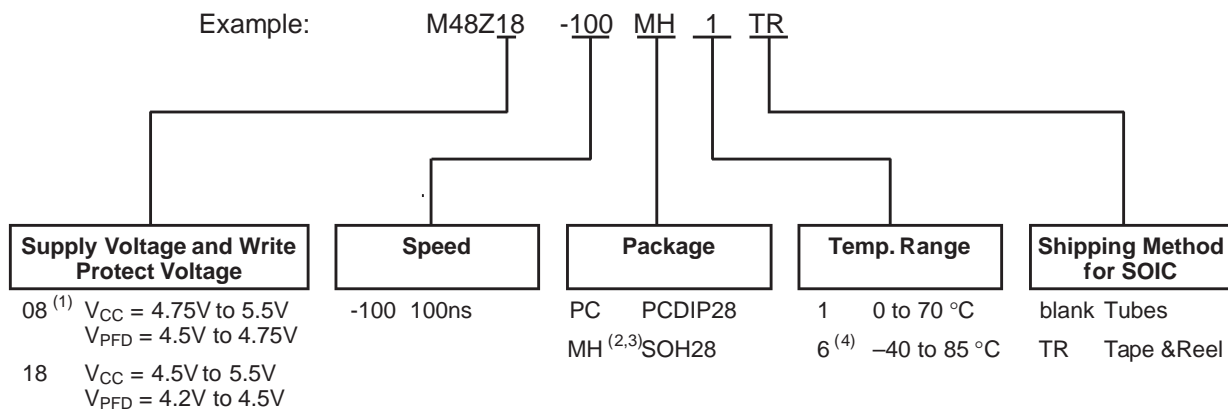 Example: M48Z18 -100 MH 1 TR
Supply Voltage and Write
Protect Voltage
08 (1) VCC = 4.75V to 5.5V
VPFD = 4.5V to 4.75V
18 VCC = 4.5V to 5.5V
VPFD = 4.2V to 4.5V
Speed
-100 100ns
Package
PC PCDIP28
MH (2,3) SOH28
Temp. Range
1 0 to 70 °C
6 (4) –40 to 85 °C
Shipping Method
for SOIC
blank Tubes
TR Tape &Reel